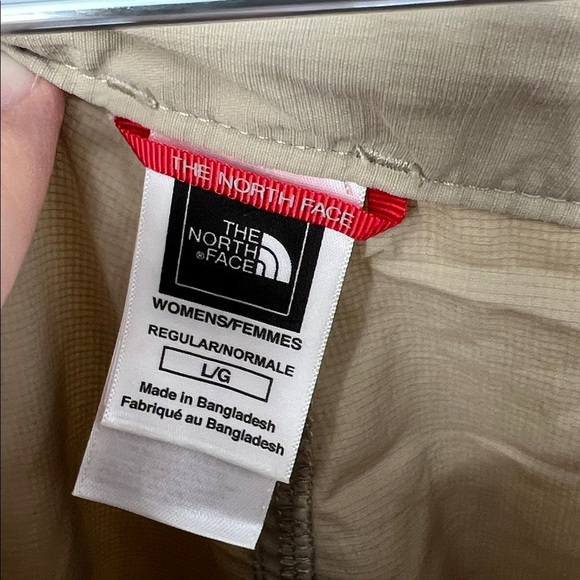 THE NORTH FACE
THE
NORTH
®FACE
WOMENS/FEMMES
REGULAR/NORMALE
L/G
Made in Bangladesh
Fabriqué au Bangladesh